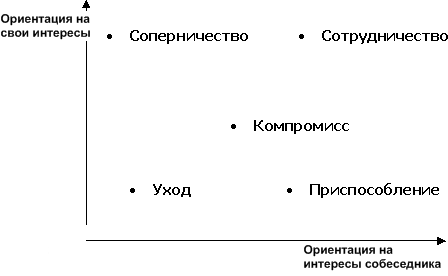 Ориентация на
свои интересы
• Соперничество
• Сотрудничество
• Компромисс
• Уход
• Приспособление
Ориентация на
интересы собеседника